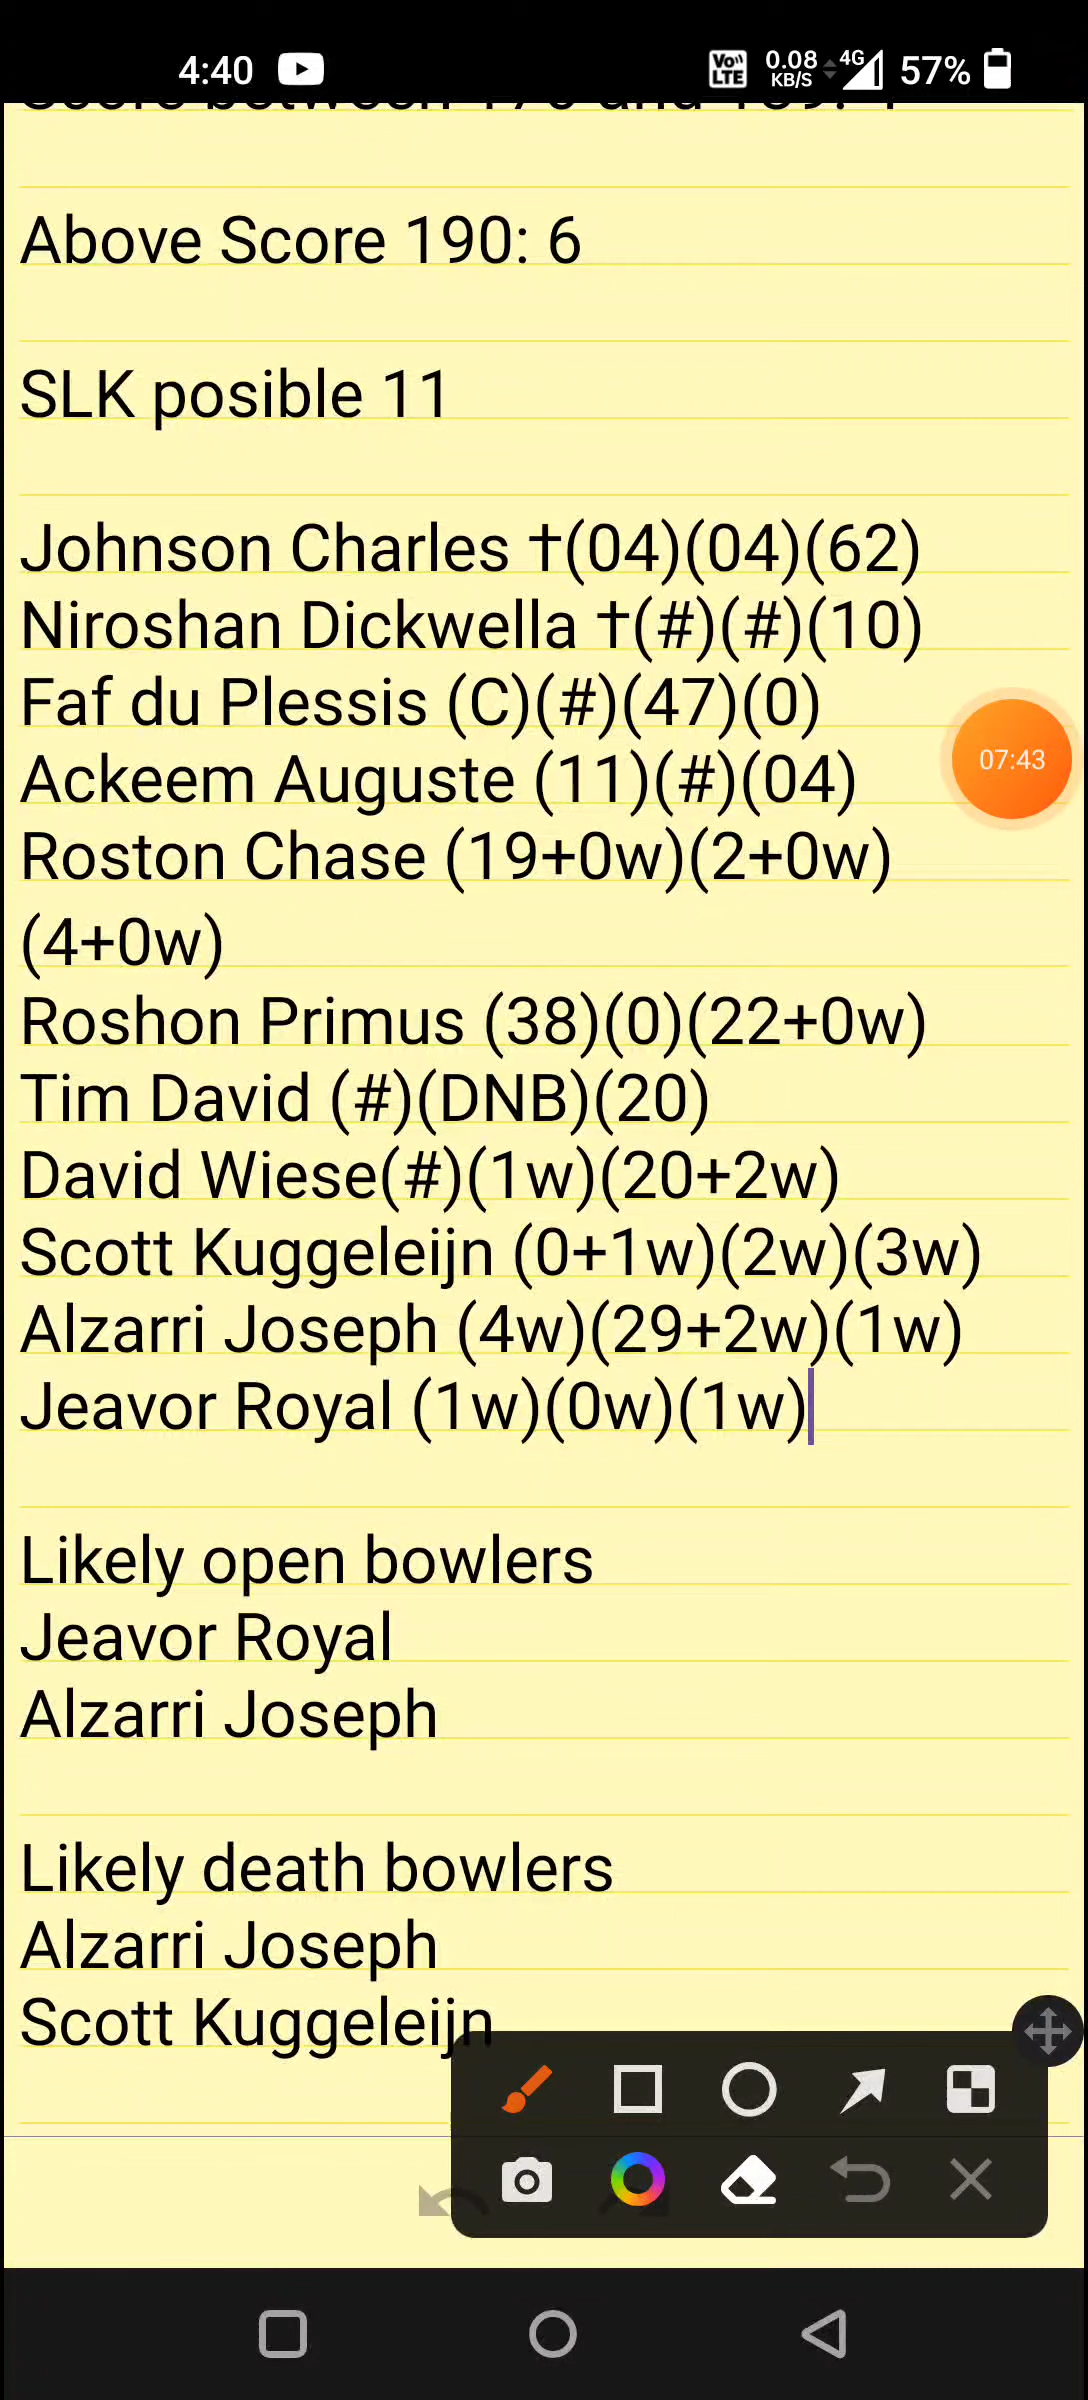 4:40 Vo LTE 0.08 KB/S 4G 57%
Above Score 190: 6
SLK posible 11
Johnson Charles †(04)(04)(62)
Niroshan Dickwella †(#)(#)(10)
Faf du Plessis (C)(#)(47)(0)
Ackeem Auguste (11)(#)(04)
07:43
Roston Chase (19+0w)(2+0w)
(4+0w)
Roshon Primus (38)(0)(22+0w)
Tim David (#)(DNB)(20)
David Wiese(#)(1w)(20+2w)
Scott Kuggeleijn (0+1w)(2w)(3w)
Alzarri Joseph (4w)(29+2w)(1w)
Jeavor Royal (1w)(0w)(1w)
Likely open bowlers
Jeavor Royal
Alzarri Joseph
Likely death bowlers
Alzarri Joseph
Scott Kuggeleijn